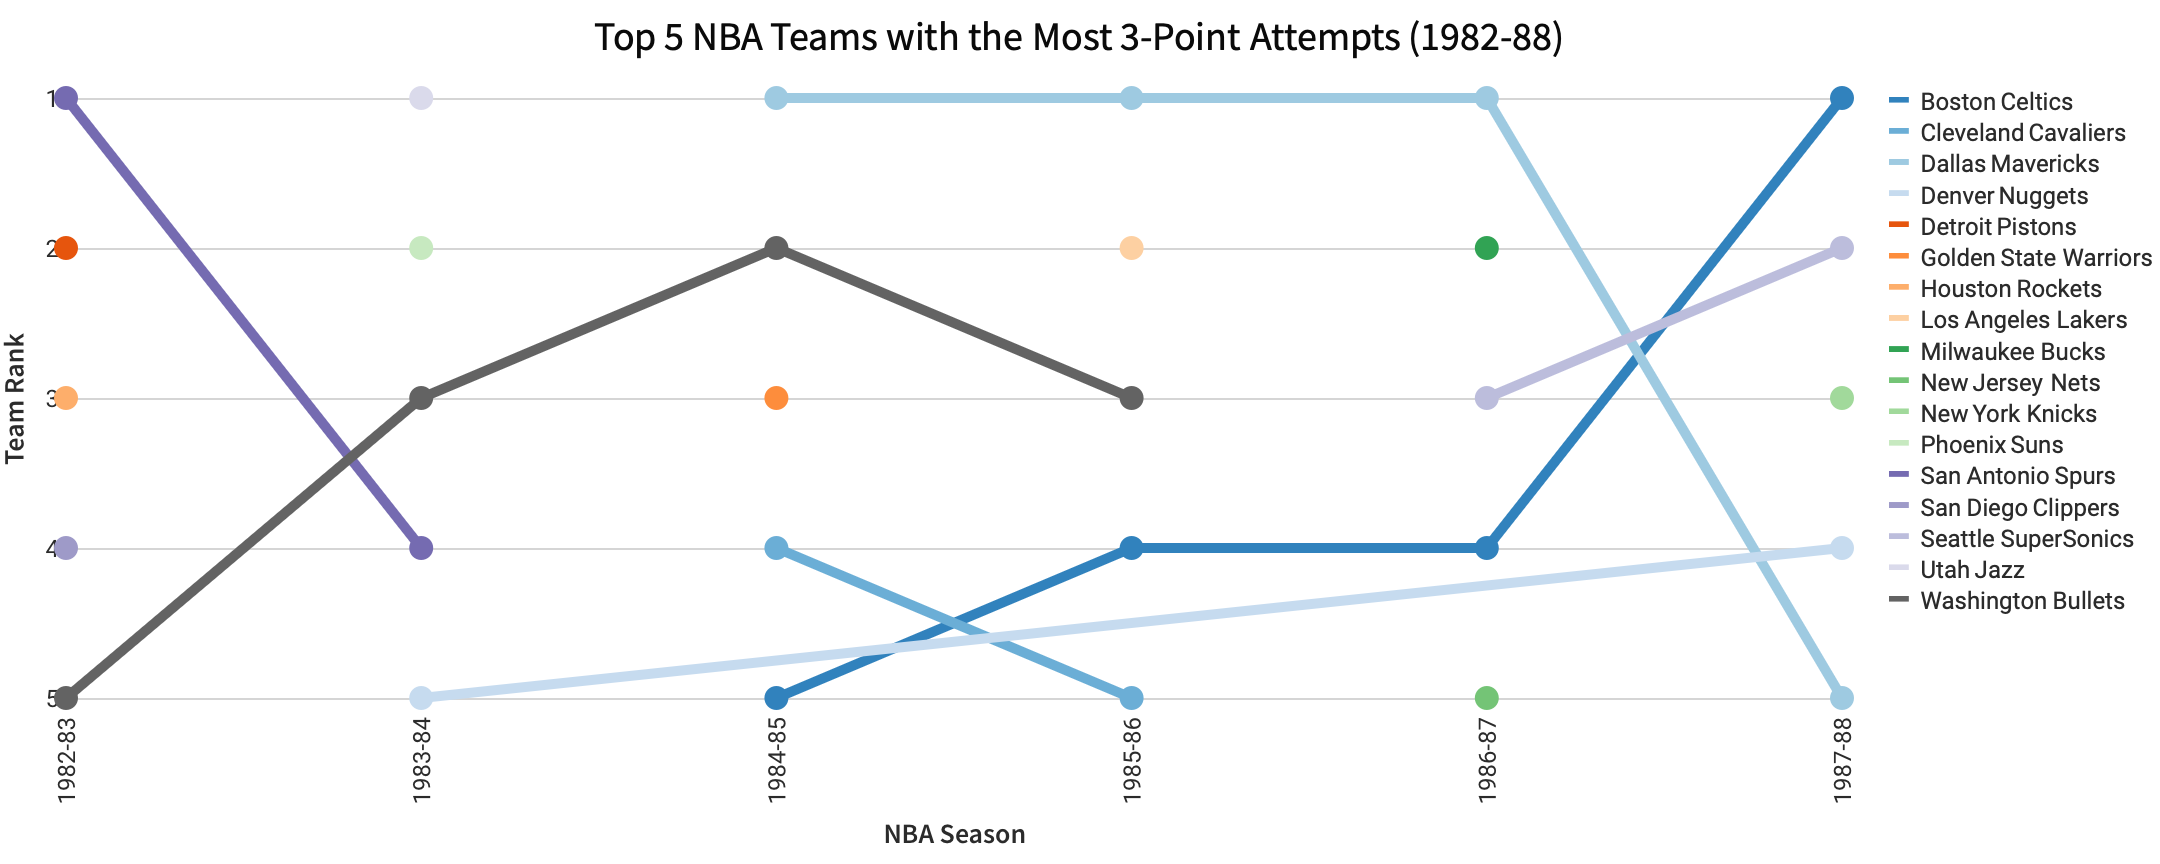 Top 5 NBA Teams with the Most 3-Point Attempts (1982-88)
1
2
3
4
5
Team Rank
1982-83
1983-84
1984-85
1985-86
1986-87
1987-88
NBA Season
Boston Celtics
Cleveland Cavaliers
Dallas Mavericks
Denver Nuggets
Detroit Pistons
Golden State Warriors
Houston Rockets
Los Angeles Lakers
Milwaukee Bucks
New Jersey Nets
New York Knicks
Phoenix Suns
San Antonio Spurs
San Diego Clippers
Seattle SuperSonics
Utah Jazz
Washington Bullets